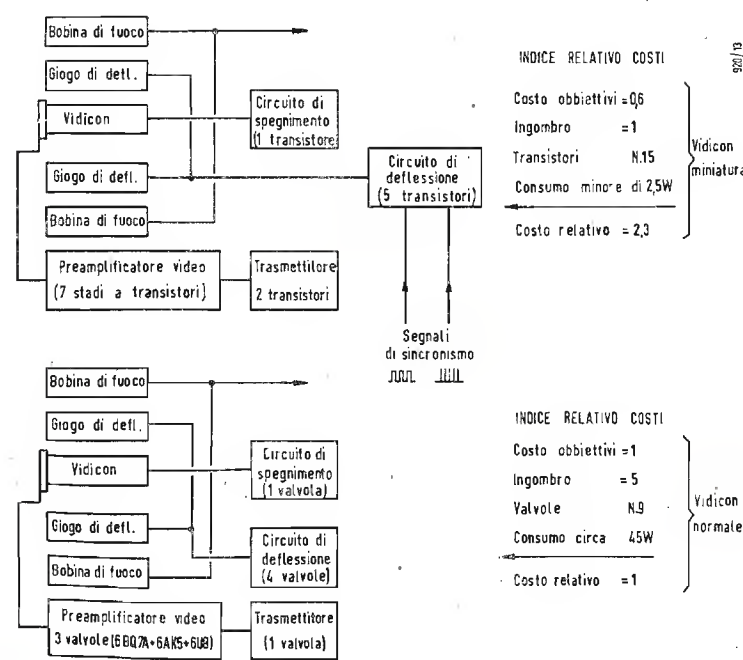 Bobina di fuoco
Giogo di defl.
Vidicon
Circuito di
spegnimento
(1 transistore
Giogo di defl.
Circuito di
deflessione
(5 transistori)
Bobina di fuoco
Preamplificatore video
(7 stadi a transistori)
Trasmettitore
2 transistori
Segnali
di sincronismo
INDICE RELATIVO COSTI
Costo obbiettivi = 0,6
Ingombro = 1
Transistori N.15
Consumo minore di 2,5W
Costo relativo = 2,3
Vidicon
miniatura
920/13
Bobina di fuoco
Giogo di defl.
Vidicon
Circuito di
spegnimento
(1 valvola)
Giogo di defl.
Circuito di
deflessione
(4 valvole)
Bobina di fuoco
Preamplificatore video
3 valvole (6BQ7A+6AK5+6U8)
Trasmettitore
(1 valvola)
INDICE RELATIVO COSTI
Costo obbiettivi = 1
Ingombro = 5
Valvole N.9
Consumo circa 45W
Costo relativo = 1
Vidicon
normale